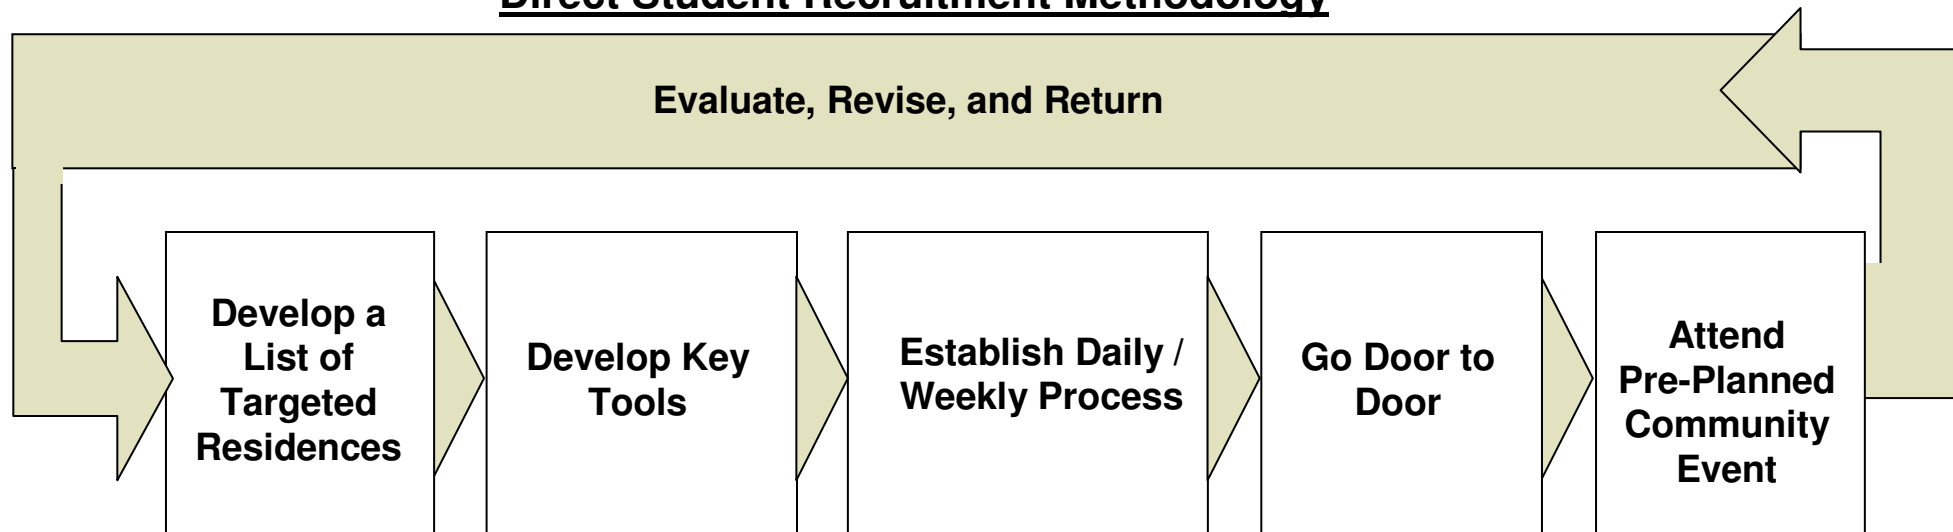 Direct Student Recruitment Methodology
Evaluate, Revise, and Return
Develop a
List of
Targeted
Residences
Develop Key
Tools
Establish Daily /
Weekly Process
Go Door to
Door
Attend
Pre-Planned
Community
Event